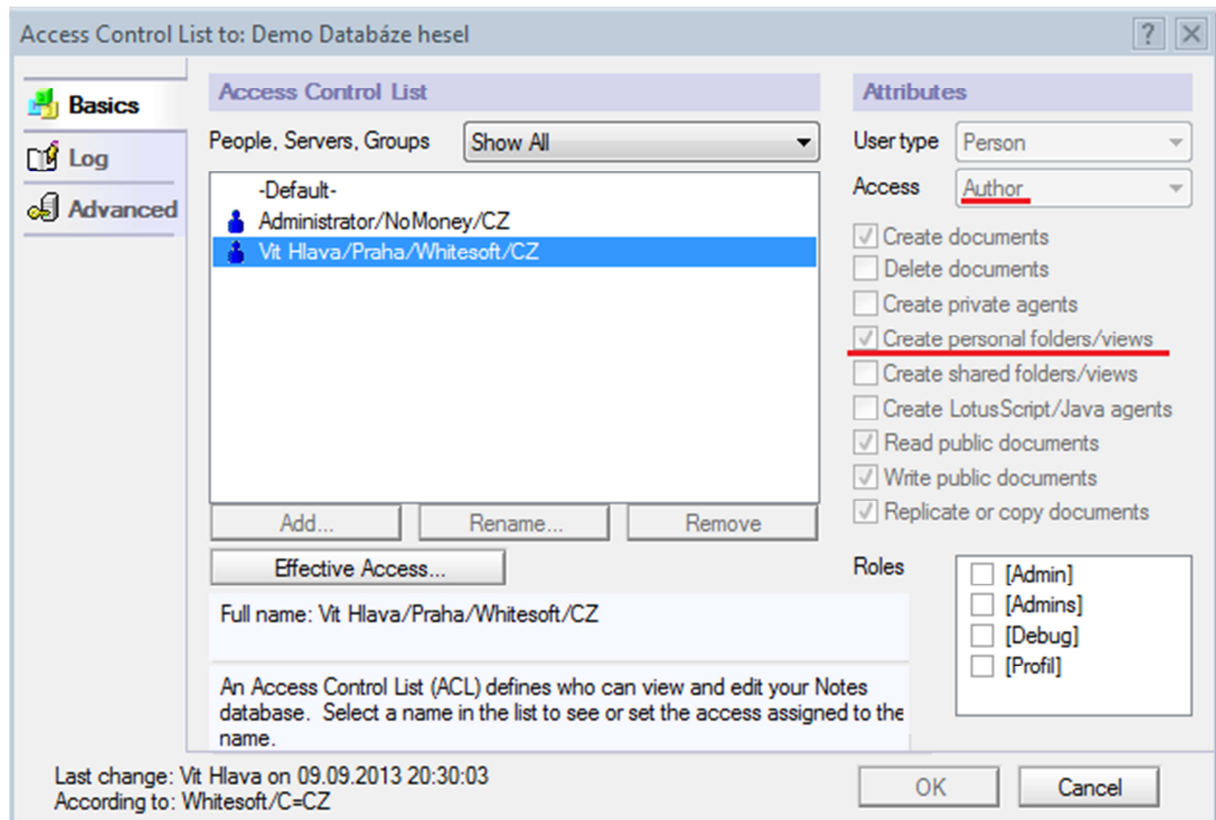 Access Control List to: Demo Databáze hesel
Basics
Log
Advanced
Access Control List
People, Servers, Groups
Show All
-Default-
Administrator/NoMoney/CZ
Vit Hlava/Praha/Whitesoft/CZ
Add...
Rename...
Remove
Effective Access...
Full name: Vit Hlava/Praha/Whitesoft/CZ
An Access Control List (ACL) defines who can view and edit your Notes
database. Select a name in the list to see or set the access assigned to the
name.
Attributes
User type
Person
Access
Author
Create documents
Delete documents
Create private agents
Create personal folders/views
Create shared folders/views
Create LotusScript/Java agents
Read public documents
Write public documents
Replicate or copy documents
Roles
[Admin]
[Admins]
[Debug]
[Profil]
Last change: Vit Hlava on 09.09.2013 20:30:03
According to: Whitesoft/C=CZ
OK
Cancel